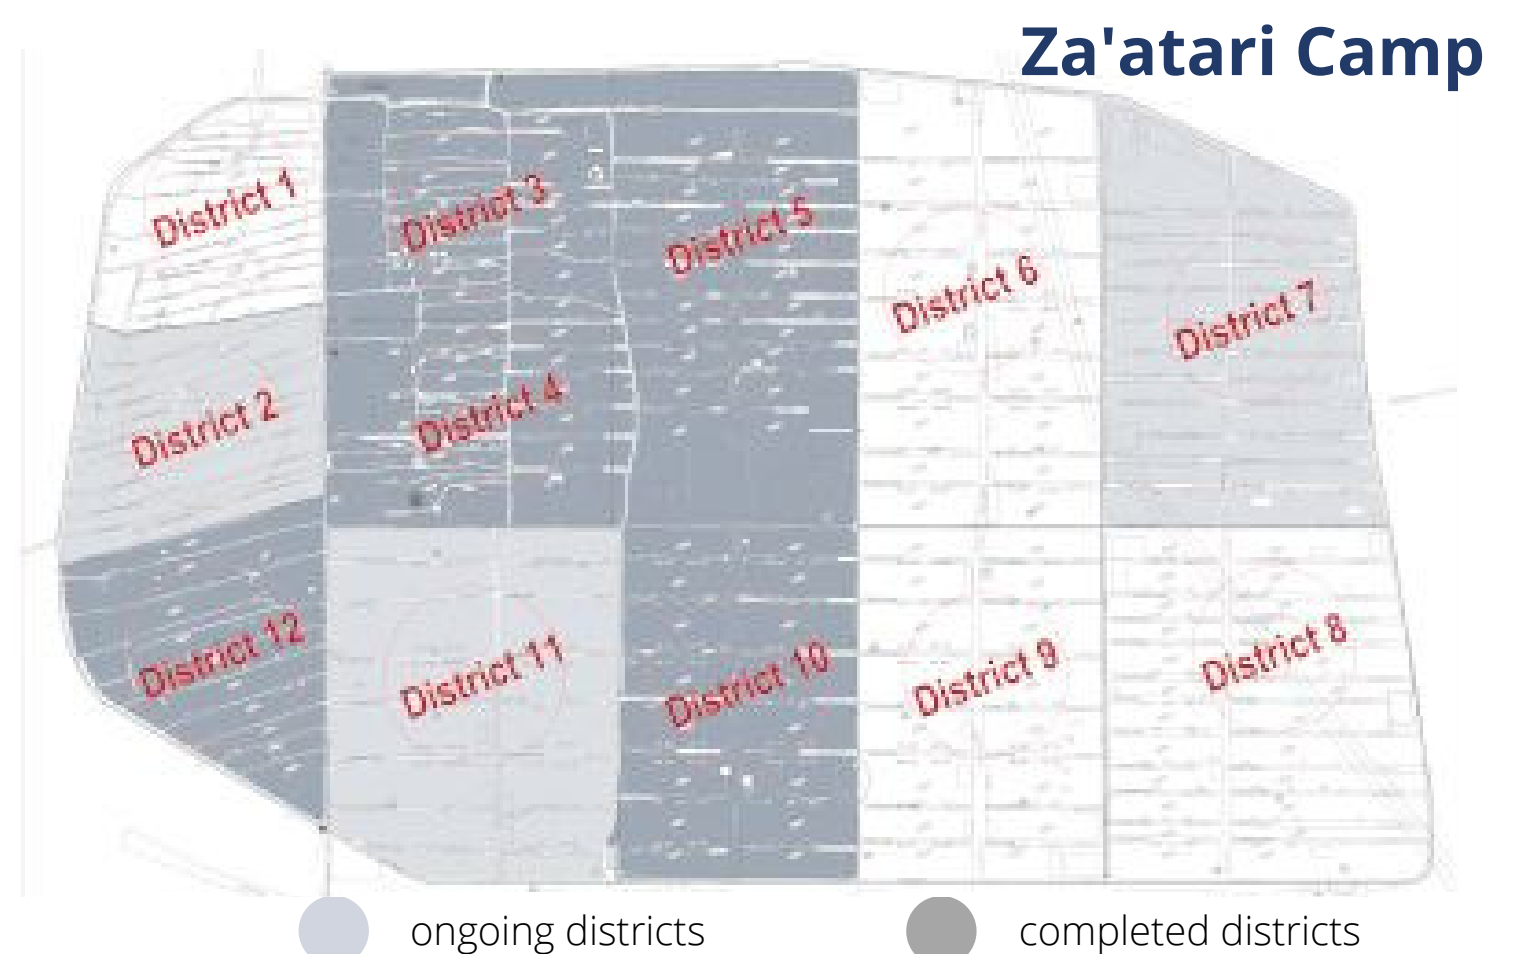 Za'atari Camp
District 1
District 3
District 5
District 6
District 7
District 2
District 4
District 12
District 11
District 10
District 9
District 8
ongoing districts
completed districts